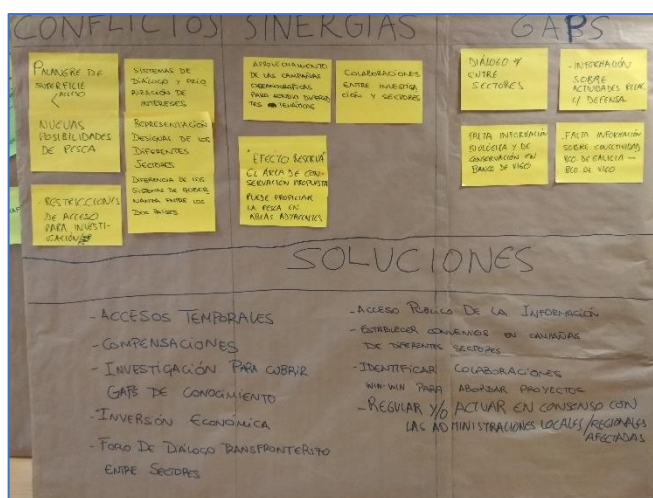 CONFLICTOS
SINERGIAS
GAPS
PALANGRE DE
SUPERFICIE
ACCESO
NUEVAS
POSIBILIDADES
DE PESCA
- RESTRICCIONES
DE ACCESO
PARA INVESTI-
GACIÓN
SISTEMAS DE
DIÁLOGO Y PRIO
RIZACIÓN DE
INTERESES
REPRESENTACIÓN
DESIGUAL DE LOS
DIFERENTES
SECTORES
DIFERENCIA DE LOS
SISTEMAS DE GOBER
NANZA ENTRE LOS
DOS PAÍSES
APROVECHAMIENTO
DE LAS CAMPAÑAS
OCEANOGRÁFICAS
PARA
TEMÁTICAS
"EFECTO RESERVA"
EL ÁREA DE CON-
SERVACIÓN PROPUESTA
PUEDE PROPICIAR
LA PESCA EN
ÁREAS ADYACENTES
COLABORACIONES
ENTRE INVESTIGA
CIÓN Y SECTORES
DIÁLOGO
ENTRE
SECTORES
FALTA INFORMACIÓN
BIOLÓGICA Y DE
CONSERVACIÓN EN
BANCO DE VIGO
- INFORMACIÓN
SOBRE
ACTIVIDADES RELAC.
C/ DEFENSA
. FALTA INFORMACIÓN
SOBRE CONECTIVIDAD
BCO. DE GALICIA -
BCO. DE VIGO
SOLUCIONES
- ACCESOS TEMPORALES
- COMPENSACIONES
- INVESTIGACIÓN PARA CUBRIR
GAPS DE CONOCIMIENTO
- INVERSIÓN ECONÓMICA
- FORO DE DIÁLOGO TRANSFRONTERIZO
ENTRE SECTORES
- ACCESO PÚBLICO DE LA INFORMACIÓN
- ESTABLECER CONVENIOS EN CAMPAÑAS
DE DIFERENTES SECTORES
- IDENTIFICAR COLABORACIONES
WIN-WIN PARA ABORDAR PROYECTOS
- REGULAR Y/O ACTUAR EN CONSENSO CON
LAS ADMINISTRACIONES LOCALES/REGIONALES
AFECTADAS